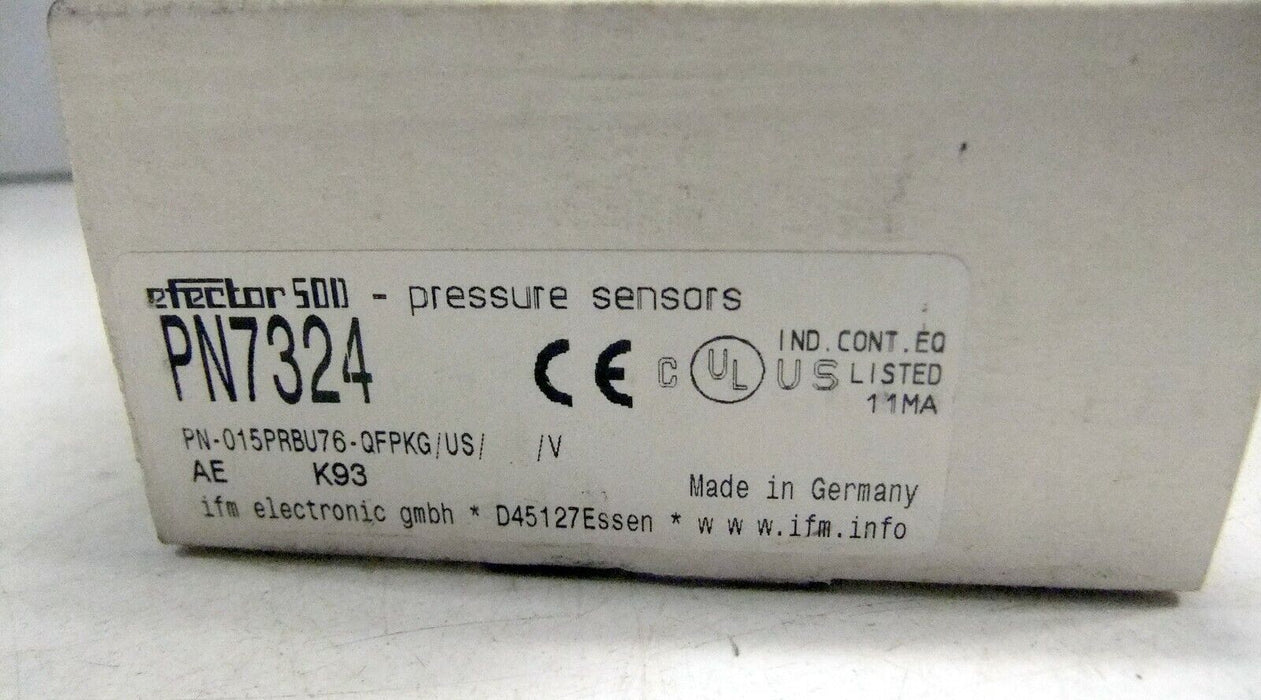 efector500 - pressure sensors
PN7324
CE
C UL US
IND.CONT.EQ
LISTED
11MA
PN-015PRBU76-QFPKG/US/ /V
AE K93
Made in Germany
ifm electronic gmbh * D45127Essen * w w w.ifm.info